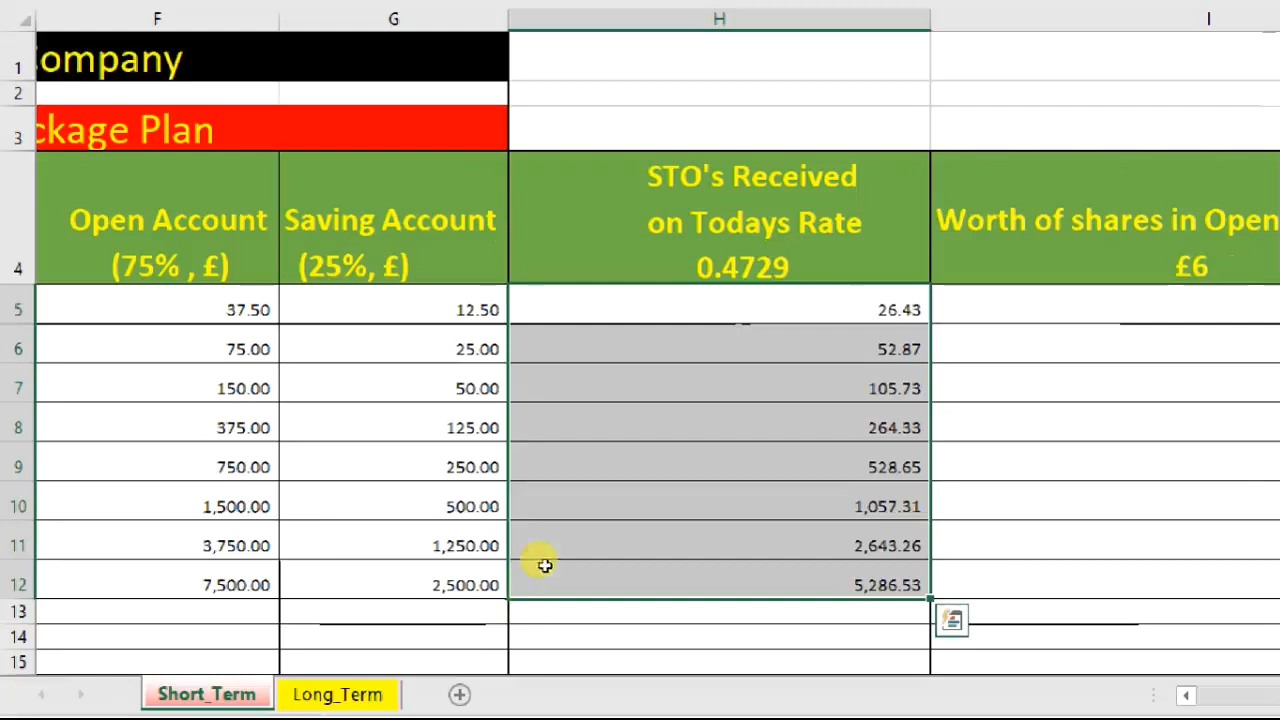 F G H I
1 ompany
2
3 ckage Plan
STO's Received
on Todays Rate
Open Account Saving Account Worth of shares in Open
4 (75% , £) (25%, £) 0.4729 £6
5 37.50 12.50 26.43
6 75.00 25.00 52.87
7 150.00 50.00 105.73
8 375.00 125.00 264.33
9 750.00 250.00 528.65
10 1,500.00 500.00 1,057.31
11 3,750.00 1,250.00 2,643.26
12 7,500.00 2,500.00 5,286.53
13
14
15
Short_Term Long_Term